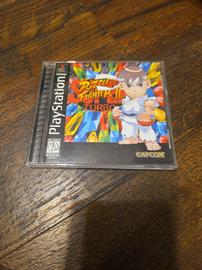 PlayStation
SUPER
PUZZLE
FIGHTER II
TURBO
CAPCOM